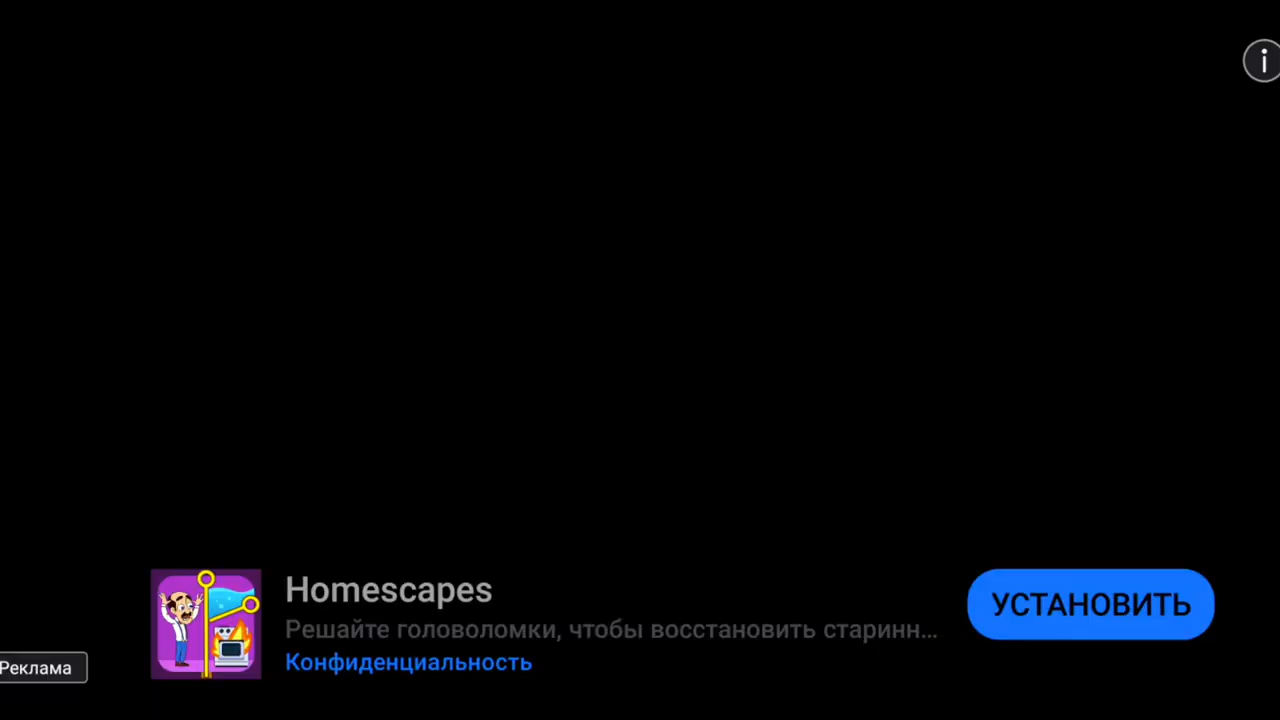 Homescapes
Решайте головоломки, чтобы восстановить старинн...
Конфиденциальность
УСТАНОВИТЬ
Реклама